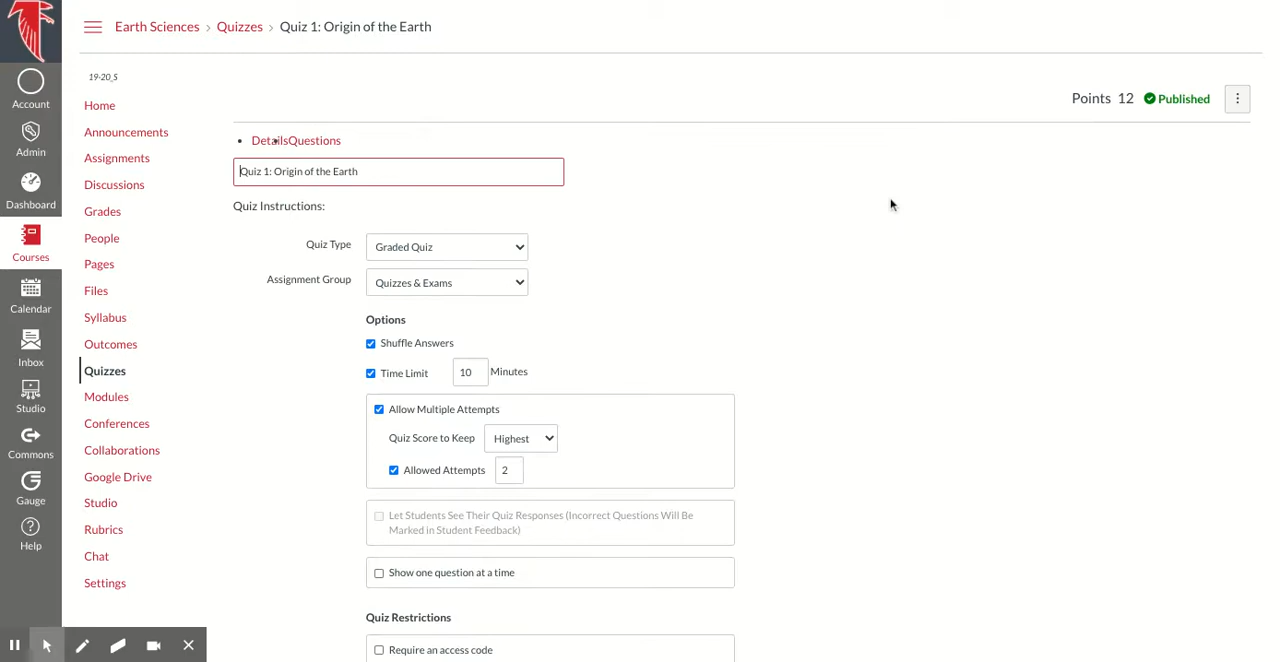 Earth Sciences › Quizzes › Quiz 1: Origin of the Earth
19-20_S
Account
Admin
Dashboard
Courses
Calendar
Inbox
Studio
Commons
Gauge
Help
Home
Announcements
Assignments
Discussions
Grades
People
Pages
Files
Syllabus
Outcomes
Quizzes
Modules
Conferences
Collaborations
Google Drive
Studio
Rubrics
Chat
Settings
Points 12 Published
DetailsQuestions
Quiz 1: Origin of the Earth
Quiz Instructions:
Quiz Type Graded Quiz
Assignment Group Quizzes & Exams
Options
Shuffle Answers
Time Limit 10 Minutes
Allow Multiple Attempts
Quiz Score to Keep Highest
Allowed Attempts 2
Let Students See Their Quiz Responses (Incorrect Questions Will Be
Marked in Student Feedback)
Show one question at a time
Quiz Restrictions
Require an access code